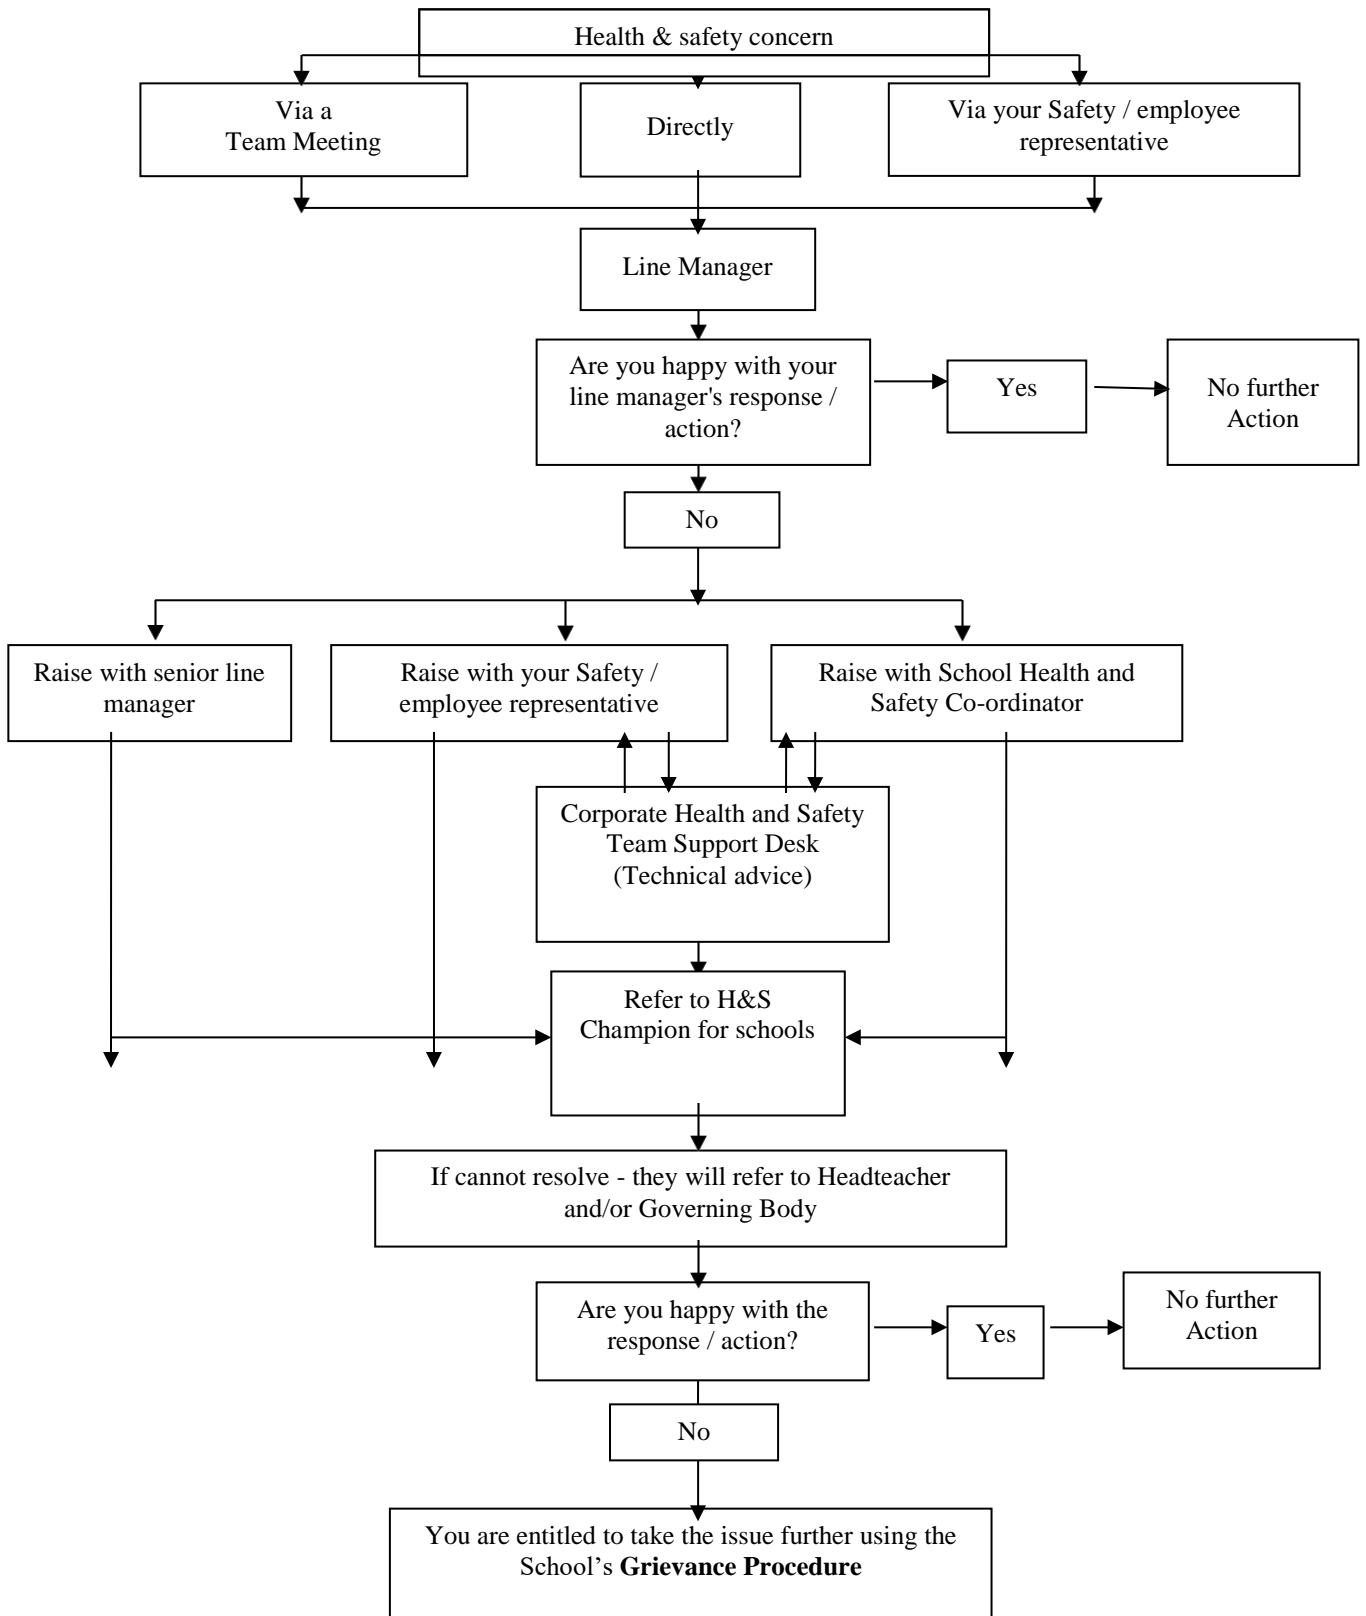 Health & safety concern
Via a
Team Meeting
Directly
Via your Safety / employee
representative
Line Manager
Are you happy with your
line manager's response /
action?
Yes
No further
Action
No
Raise with senior line
manager
Raise with your Safety /
employee representative
Raise with School Health and
Safety Co-ordinator
Corporate Health and Safety
Team Support Desk
(Technical advice)
Refer to H&S
Champion for schools
If cannot resolve - they will refer to Headteacher
and/or Governing Body
Are you happy with the
response / action?
Yes
No further
Action
No
You are entitled to take the issue further using the
School’s Grievance Procedure